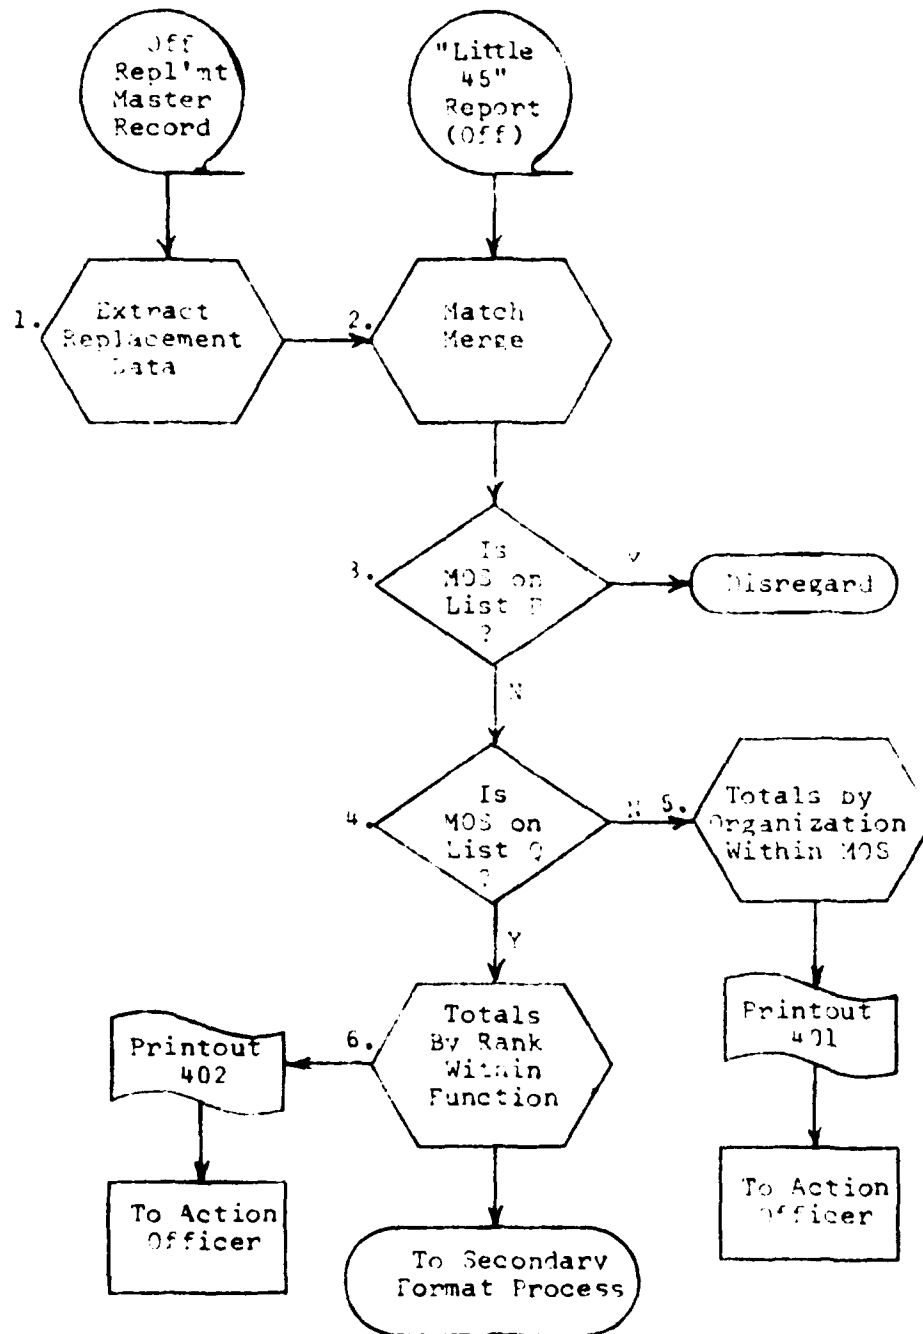 Off
Repl'mt
Master
Record
"Little
45"
Report
(Off)
1.
Extract
Replacement
Data
2.
Match
Merge
3.
Is
MOS on
List
?
Y
Disregard
N
4.
Is
MOS on
List Q
?
N
5.
Totals by
Organization
Within MOS
Y
6.
Totals
By Rank
Within
Function
Printout
402
Printout
401
To Action
Officer
To Action
Officer
To Secondary
Format Process